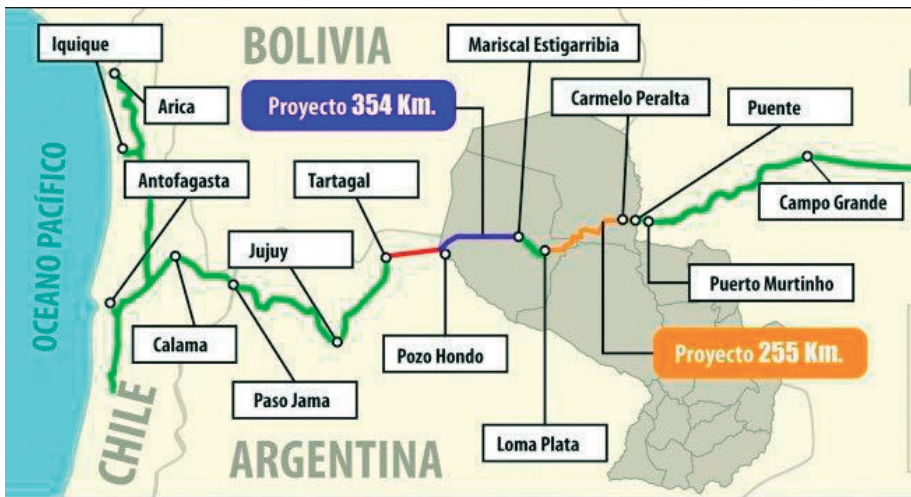 Iquique
BOLIVIA
Mariscal Estigarribia
Arica
Proyecto 354 Km.
Carmelo Peralta
Puente
Antofagasta
Tartagal
Campo Grande
OCEANO PACÍFICO
Jujuy
Puerto Murtinho
Calama
Pozo Hondo
Proyecto 255 Km.
Paso Jama
CHILE
ARGENTINA
Loma Plata